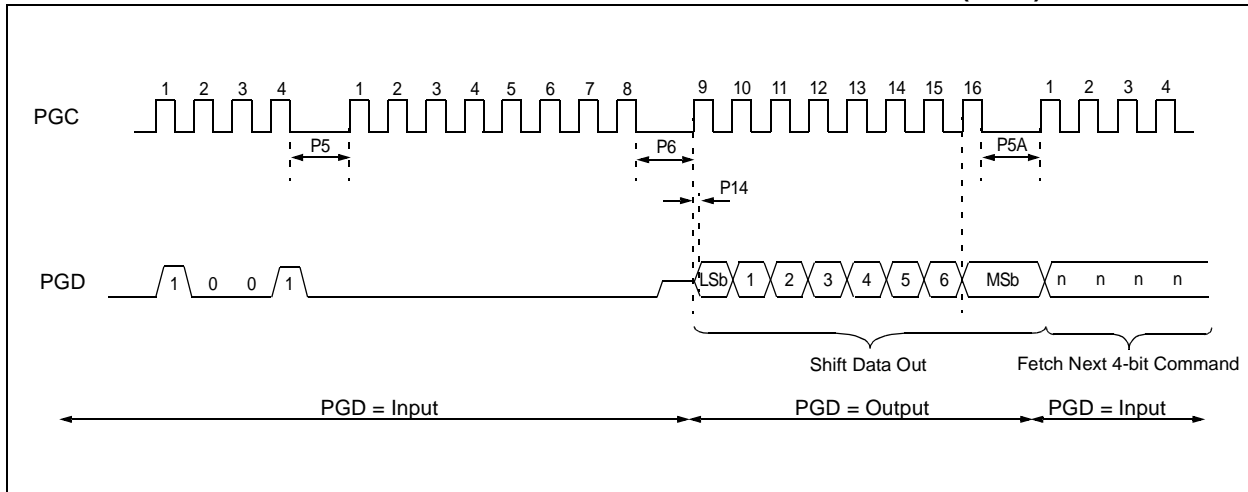 1 2 3 4 1 2 3 4 5 6 7 8 9 10 11 12 13 14 15 16 1 2 3 4
PGC
P5 P6 P5A
P14
PGD 1 0 0 1 LSb 1 2 3 4 5 6 MSb n n n n
Shift Data Out Fetch Next 4-bit Command
PGD = Input PGD = Output PGD = Input